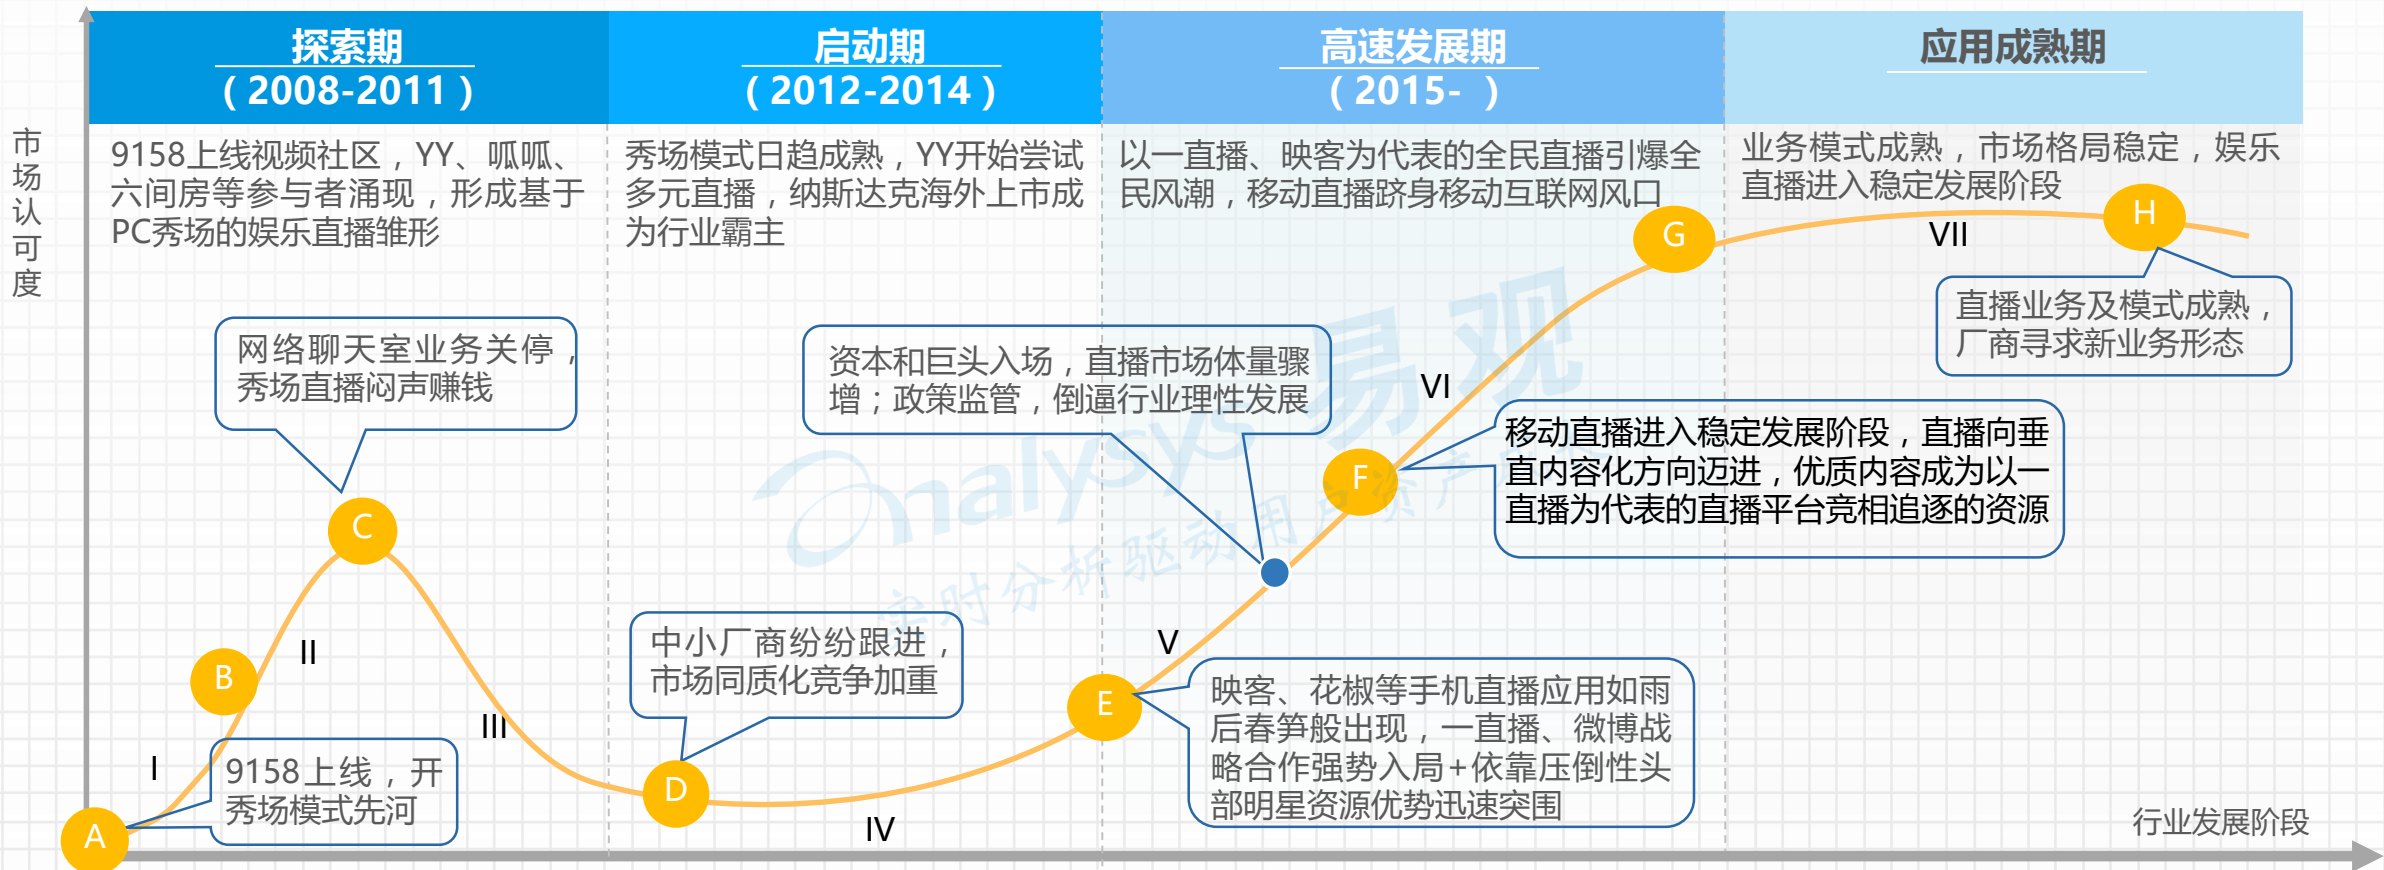 探索期
（2008-2011）
启动期
（2012-2014）
高速发展期
（2015- ）
应用成熟期
市场认可度
9158上线视频社区，YY、呱呱、
六间房等参与者涌现，形成基于
PC秀场的娱乐直播雏形
秀场模式日趋成熟，YY开始尝试
多元直播，纳斯达克海外上市成
为行业霸主
以一直播、映客为代表的全民直播引爆全
民风潮，移动直播跻身移动互联网风口
业务模式成熟，市场格局稳定，娱乐
直播进入稳定发展阶段
H
G
VII
直播业务及模式成熟，
厂商寻求新业务形态
网络聊天室业务关停，
秀场直播闷声赚钱
资本和巨头入场，直播市场体量骤
增；政策监管，倒逼行业理性发展
易观
VI
analysys
移动直播进入稳定发展阶段，直播向垂
直内容化方向迈进，优质内容成为以一
直播为代表的直播平台竞相追逐的资源
F
C
实时分析驱动用户资产成长
中小厂商纷纷跟进，
市场同质化竞争加重
V
II
B
映客、花椒等手机直播应用如雨
后春笋般出现，一直播、微博战
略合作强势入局+依靠压倒性头
部明星资源优势迅速突围
E
III
I
9158上线，开
秀场模式先河
D
IV
A
行业发展阶段